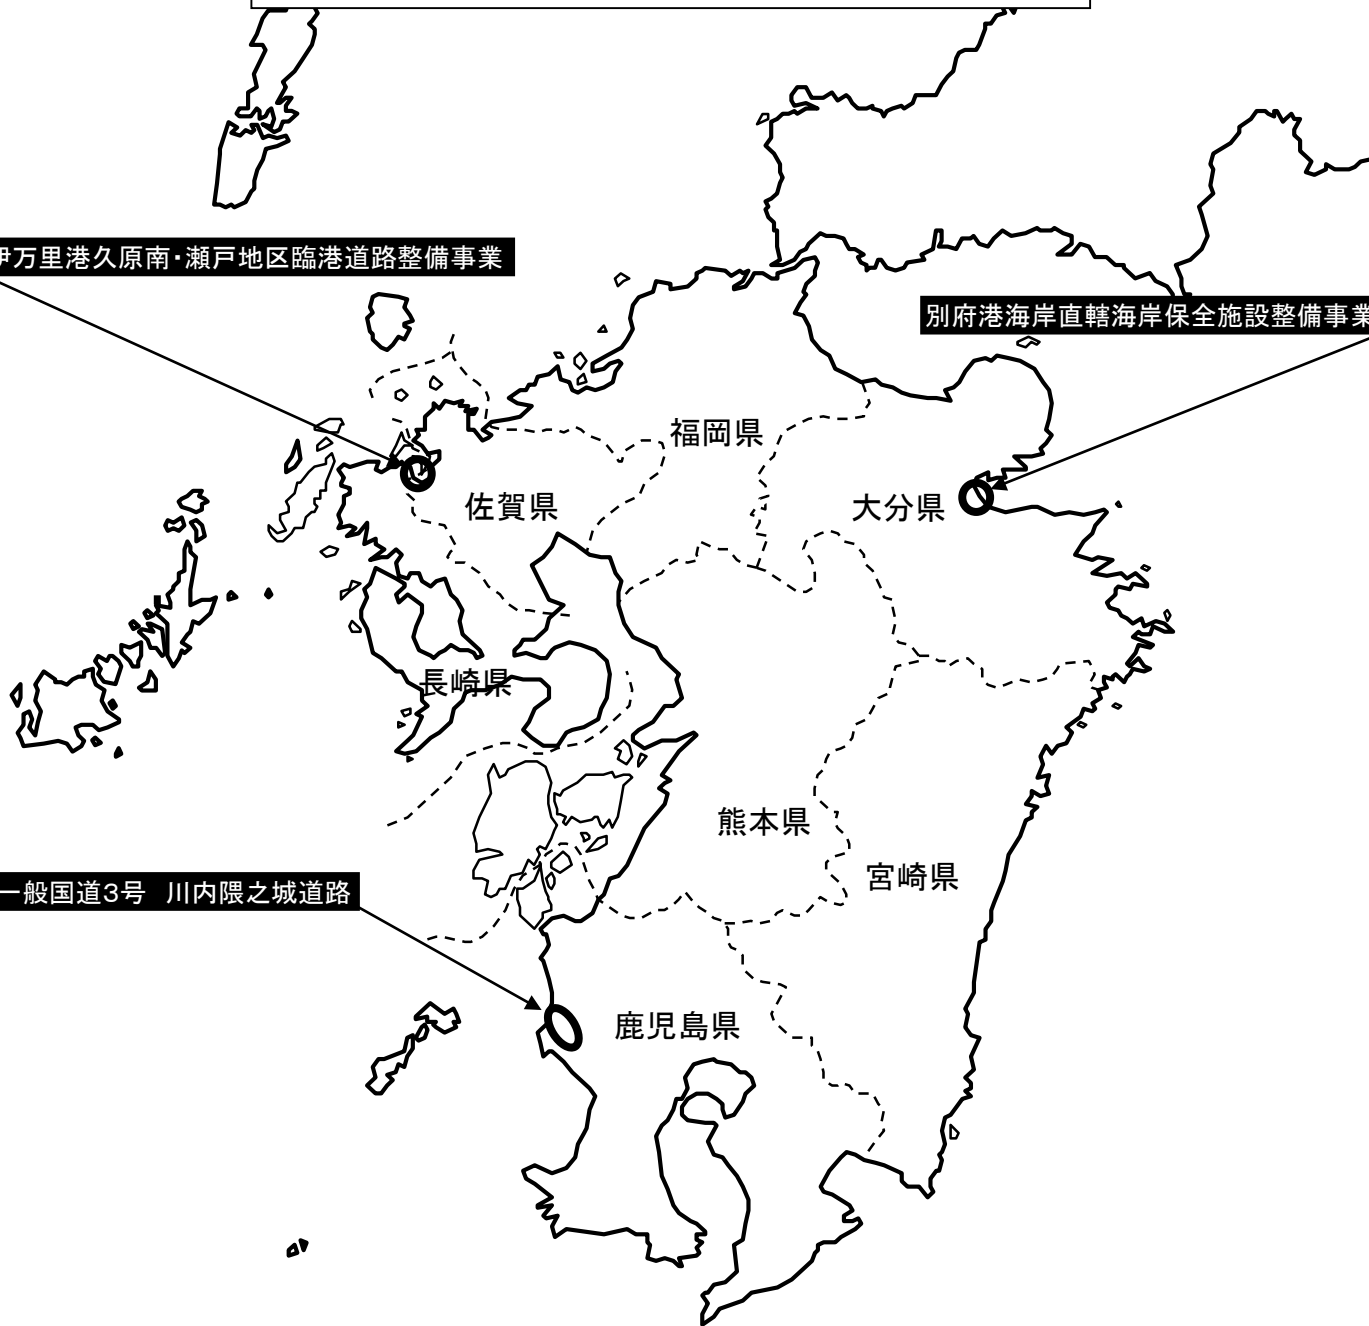 伊万里港久原南・瀬戸地区臨港道路整備事業
別府港海岸直轄海岸保全施設整備事業
福岡県
佐賀県
大分県
長崎県
熊本県
宮崎県
一般国道3号　川内隈之城道路
鹿児島県